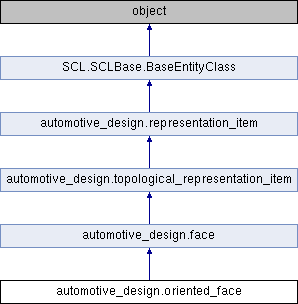 object
SCL.SCLBase.BaseEntityClass
automotive_design.representation_item
automotive_design.topological_representation_item
automotive_design.face
automotive_design.oriented_face